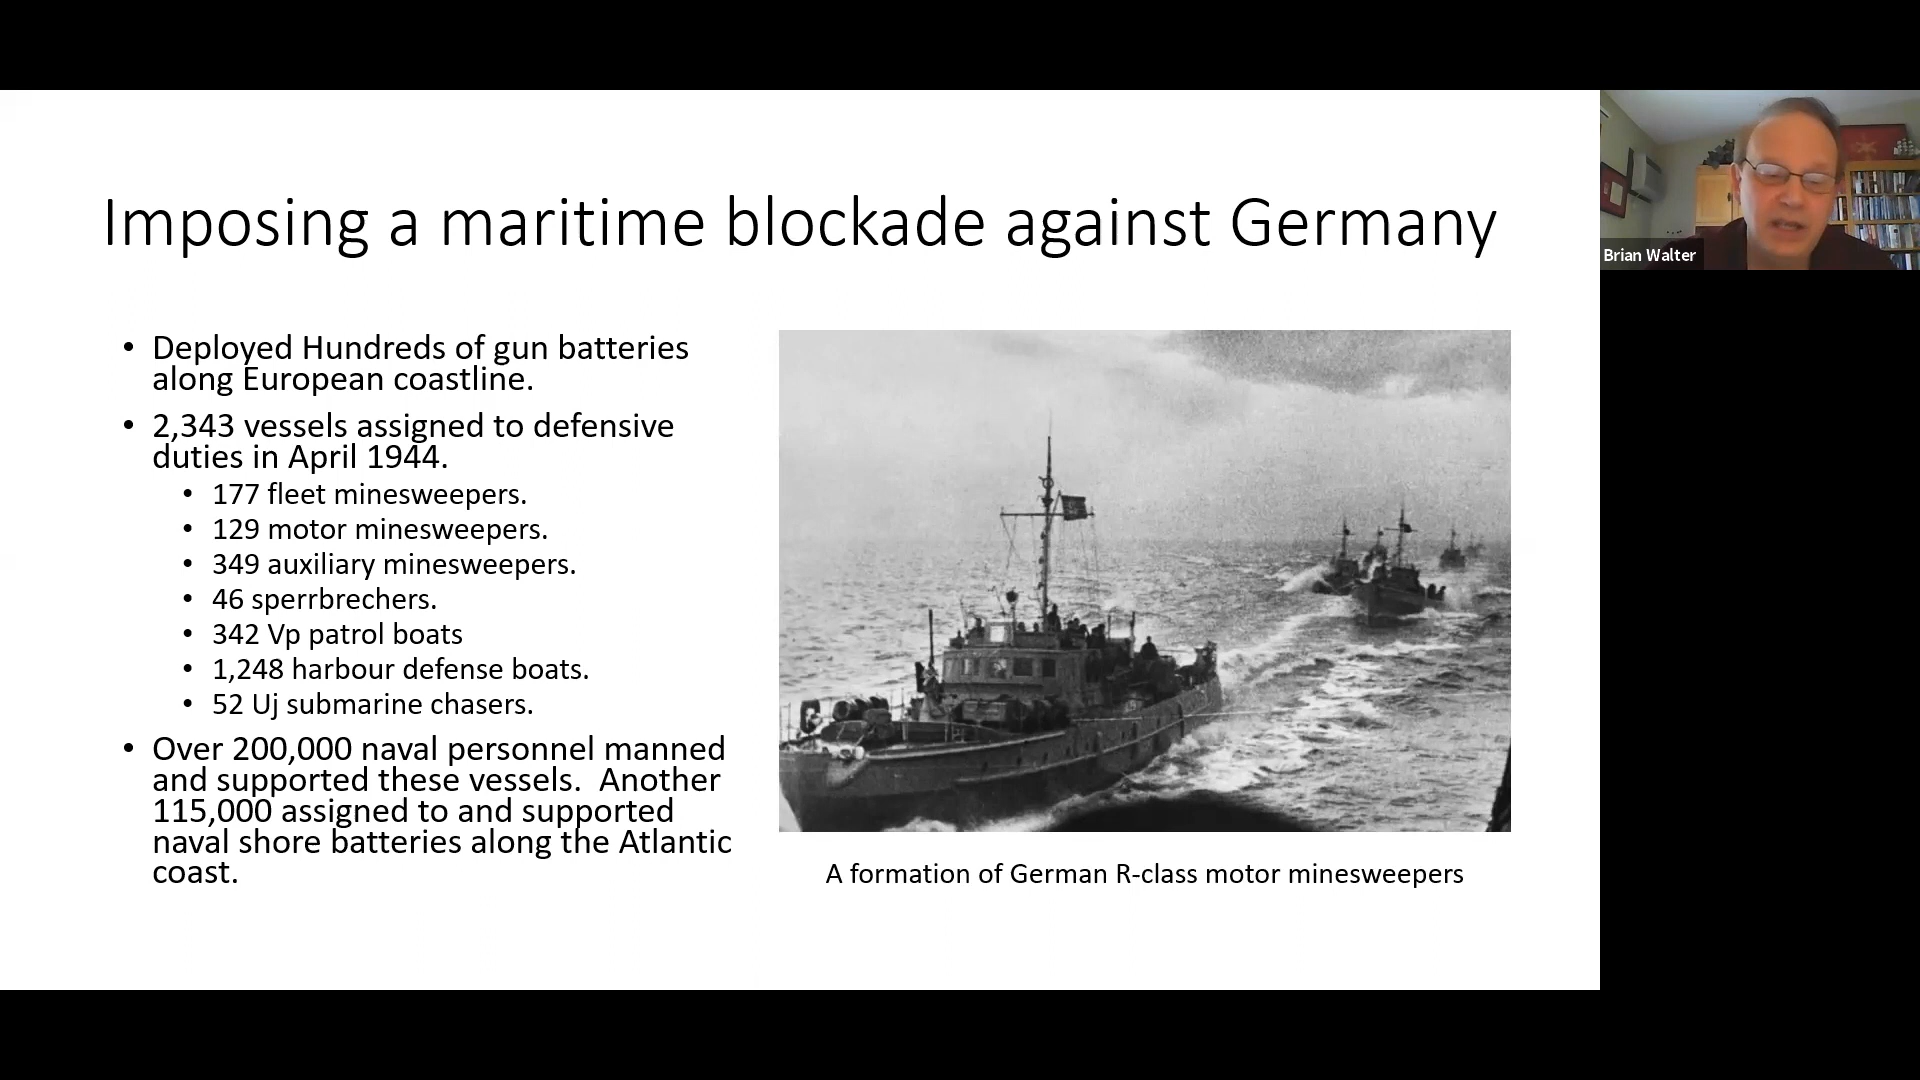 Imposing a maritime blockade against Germany
• Deployed Hundreds of gun batteries
along European coastline.
• 2,343 vessels assigned to defensive
duties in April 1944.
• 177 fleet minesweepers.
• 129 motor minesweepers.
• 349 auxiliary minesweepers.
• 46 sperrbrechers.
• 342 Vp patrol boats
• 1,248 harbour defense boats.
• 52 Uj submarine chasers.
• Over 200,000 naval personnel manned
and supported these vessels.  Another
115,000 assigned to and supported
naval shore batteries along the Atlantic
coast.
A formation of German R-class motor minesweepers
Brian Walter